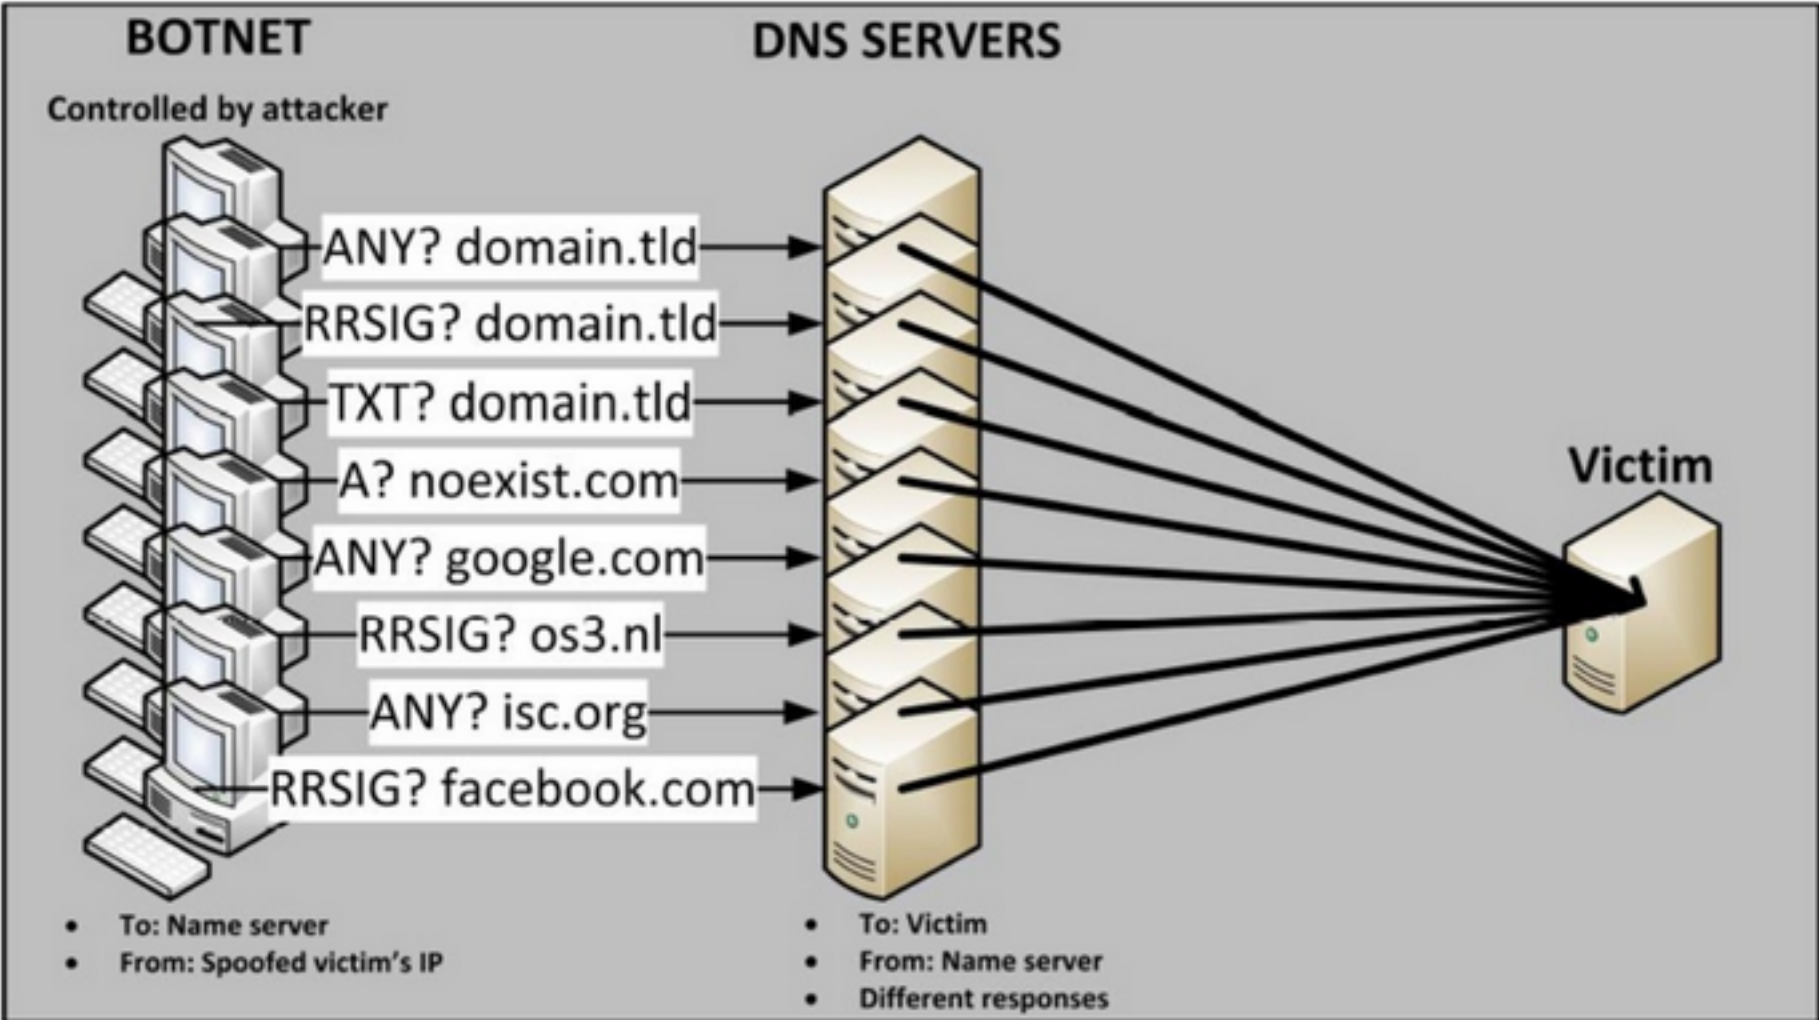 BOTNET
DNS SERVERS
Controlled by attacker
ANY? domain.tld
RRSIG? domain.tld
TXT? domain.tld
A? noexist.com
ANY? google.com
RRSIG? os3.nl
ANY? isc.org
RRSIG? facebook.com
Victim
• To: Name server
• From: Spoofed victim's IP
• To: Victim
• From: Name server
• Different responses